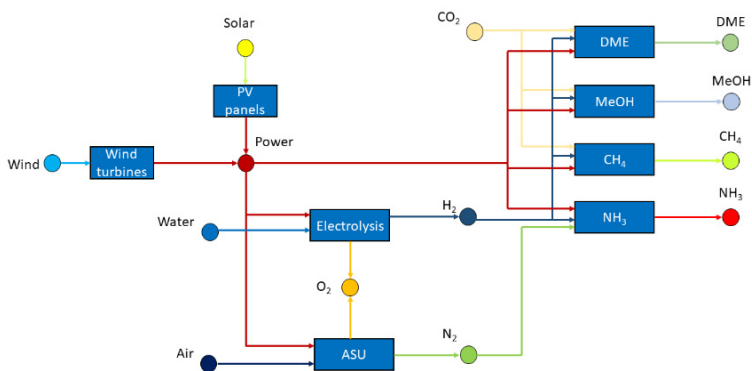 Solar
CO₂
DME
DME
PV
panels
MeOH
MeOH
Power
Wind
Wind
turbines
CH₄
CH₄
H₂
NH₃
NH₃
Water
Electrolysis
O₂
Air
ASU
N₂